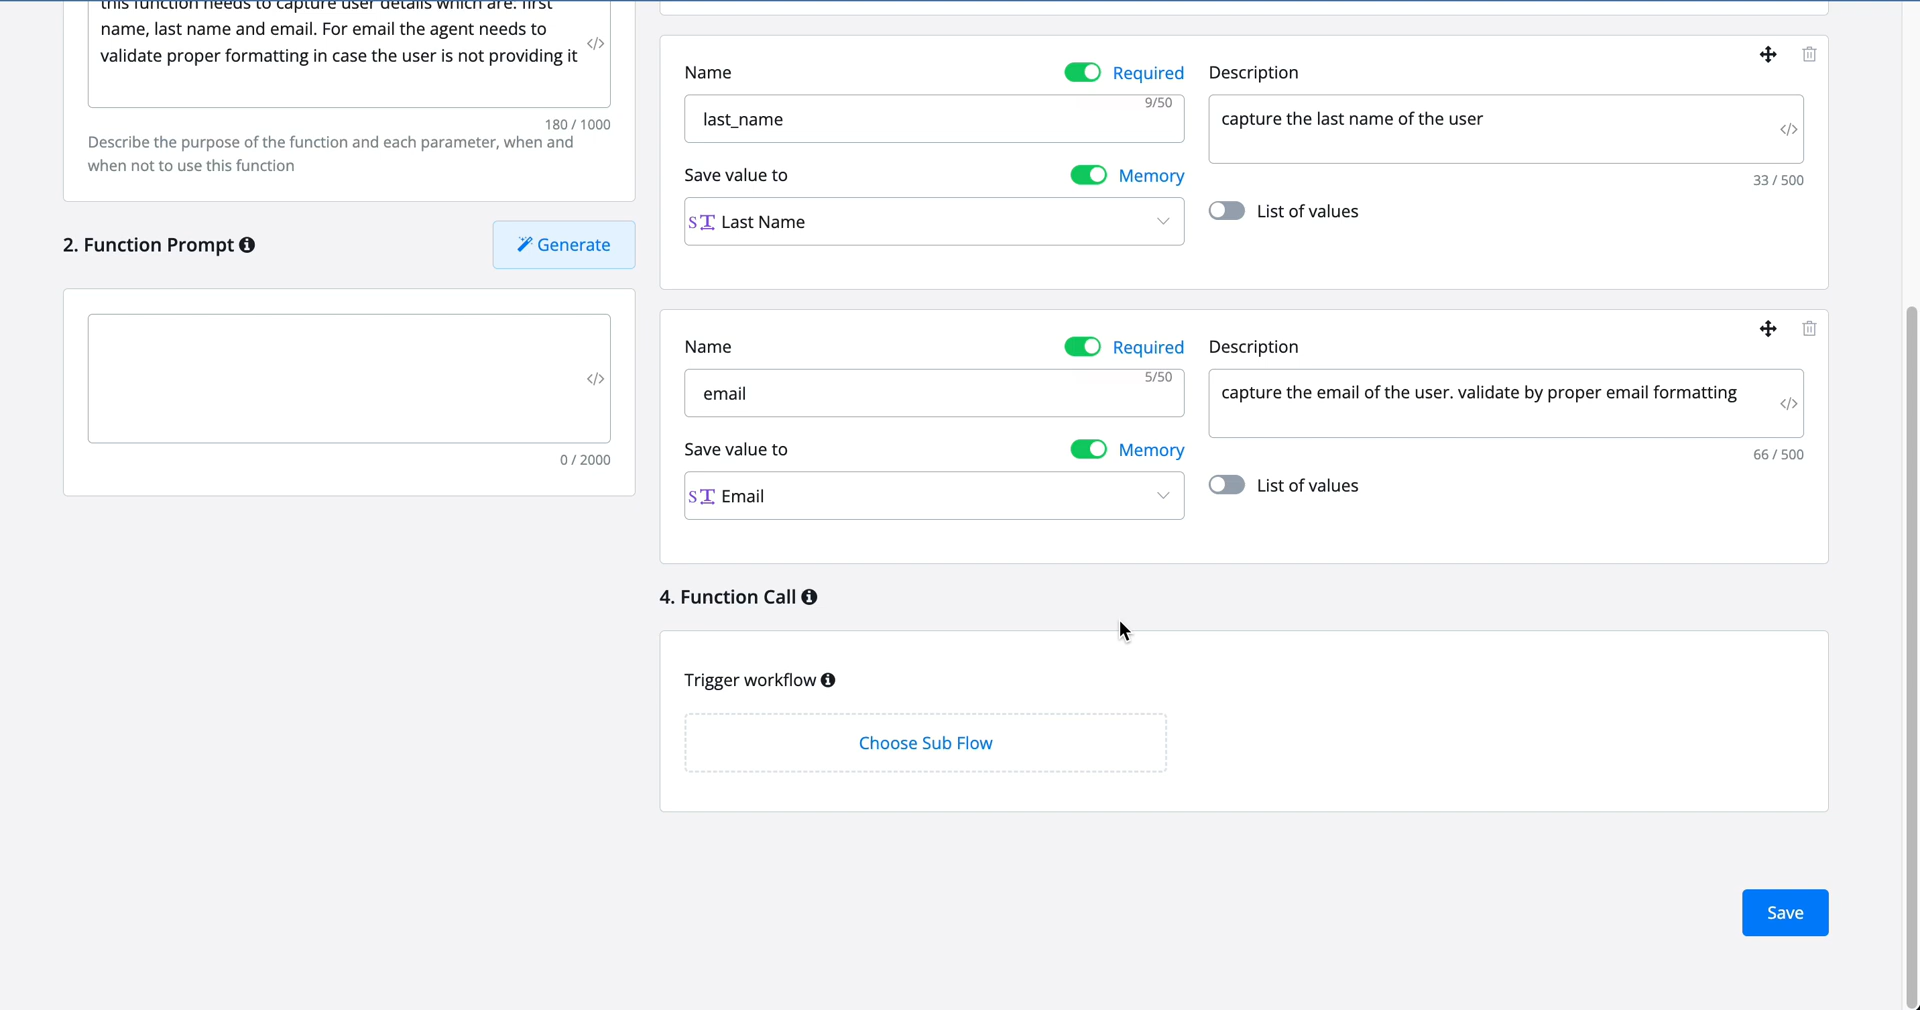 this function needs to capture user details which are: first
name, last name and email. For email the agent needs to
validate proper formatting in case the user is not providing it
</>
180 / 1000
Describe the purpose of the function and each parameter, when and
when not to use this function
2. Function Prompt
Generate
</>
0 / 2000
Name
Required
9/50
last_name
Description
capture the last name of the user
</>
33 / 500
Save value to
Memory
Last Name
List of values
Name
Required
5/50
email
Description
capture the email of the user. validate by proper email formatting
</>
66 / 500
Save value to
Memory
Email
List of values
4. Function Call
Trigger workflow
Choose Sub Flow
Save